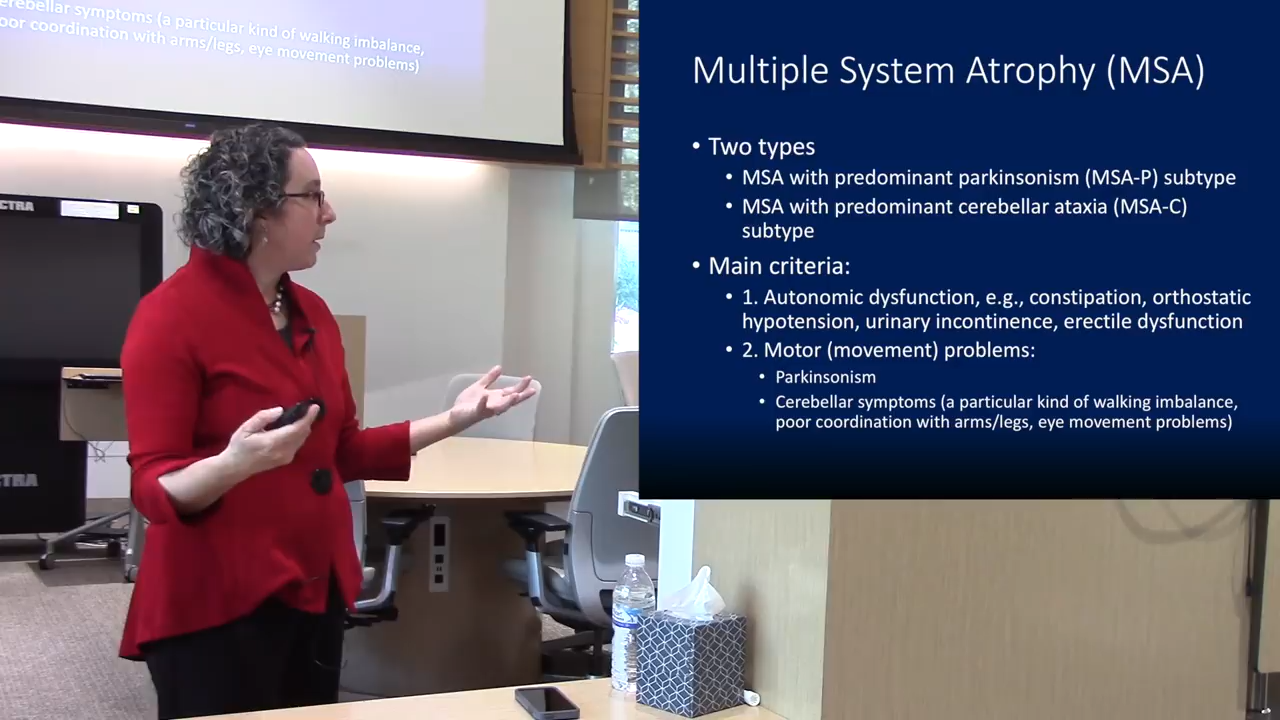 erebellar symptoms (a particular kind of walking imbalance,
oor coordination with arms/legs, eye movement problems)
CTRA
CTRA
Multiple System Atrophy (MSA)
• Two types
• MSA with predominant parkinsonism (MSA-P) subtype
• MSA with predominant cerebellar ataxia (MSA-C)
subtype
• Main criteria:
• 1. Autonomic dysfunction, e.g., constipation, orthostatic
hypotension, urinary incontinence, erectile dysfunction
• 2. Motor (movement) problems:
• Parkinsonism
• Cerebellar symptoms (a particular kind of walking imbalance,
poor coordination with arms/legs, eye movement problems)